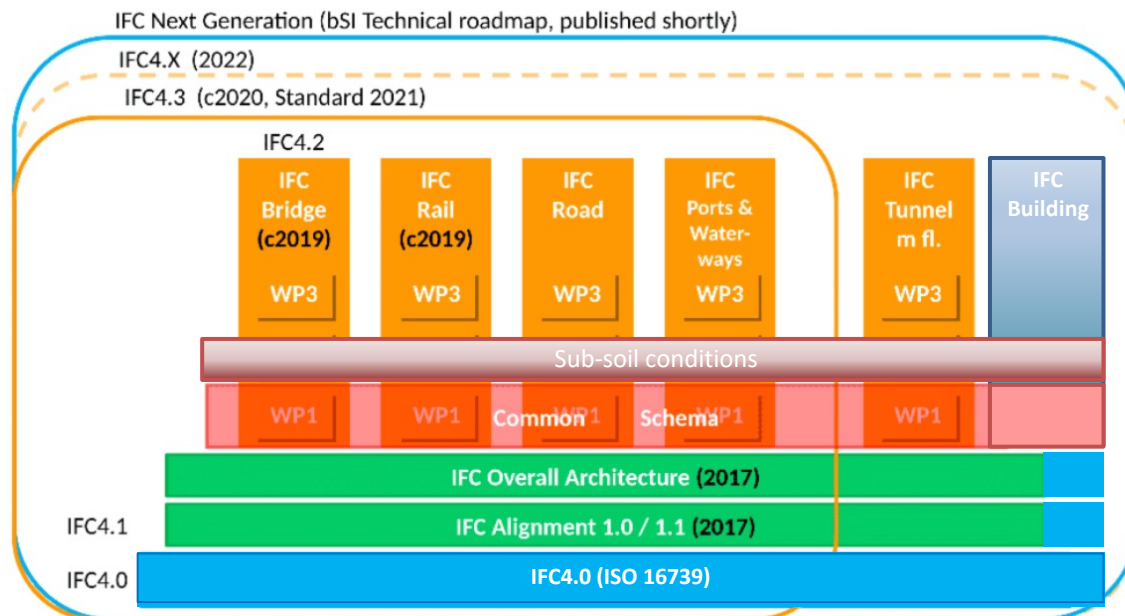 IFC Next Generation (bSI Technical roadmap, published shortly)
IFC4.X (2022)
IFC4.3 (c2020, Standard 2021)
IFC4.2
IFC
Bridge
(c2019)
WP3
IFC
Rail
(c2019)
WP3
IFC
Road
WP3
IFC
Ports &
Water-
ways
WP3
IFC
Tunnel
m fl.
WP3
IFC
Building
Sub-soil conditions
WP1
WP1
WP1
WP1
WP1
Common Schema
IFC Overall Architecture (2017)
IFC4.1
IFC Alignment 1.0 / 1.1 (2017)
IFC4.0
IFC4.0 (ISO 16739)